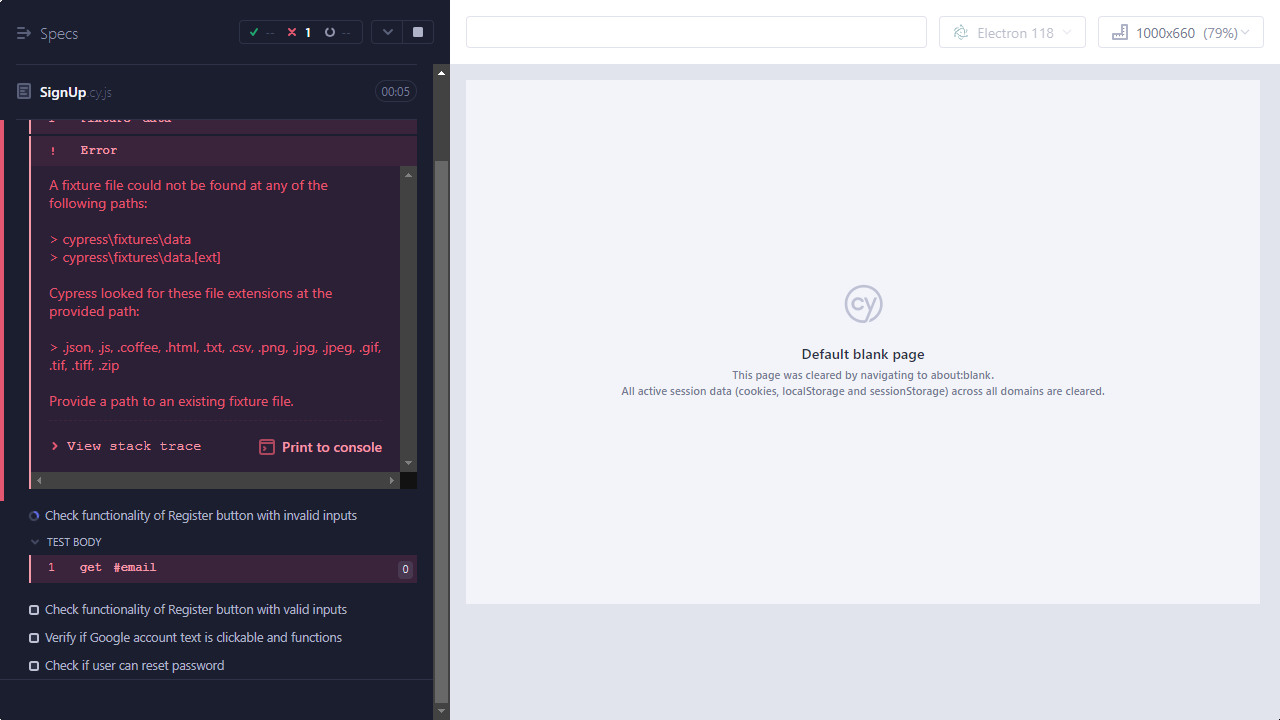 Specs
-- 1 --
SignUp.cy.js 00:05
1 fixture data
! Error
A fixture file could not be found at any of the
following paths:
> cypress\fixtures\data
> cypress\fixtures\data.[ext]
Cypress looked for these file extensions at the
provided path:
> .json, .js, .coffee, .html, .txt, .csv, .png, .jpg, .jpeg, .gif,
.tif, .tiff, .zip
Provide a path to an existing fixture file.
View stack trace Print to console
Check functionality of Register button with invalid inputs
TEST BODY
1 get #email 0
Check functionality of Register button with valid inputs
Verify if Google account text is clickable and functions
Check if user can reset password
Electron 118
1000x660 (79%)
cy
Default blank page
This page was cleared by navigating to about:blank.
All active session data (cookies, localStorage and sessionStorage) across all domains are cleared.